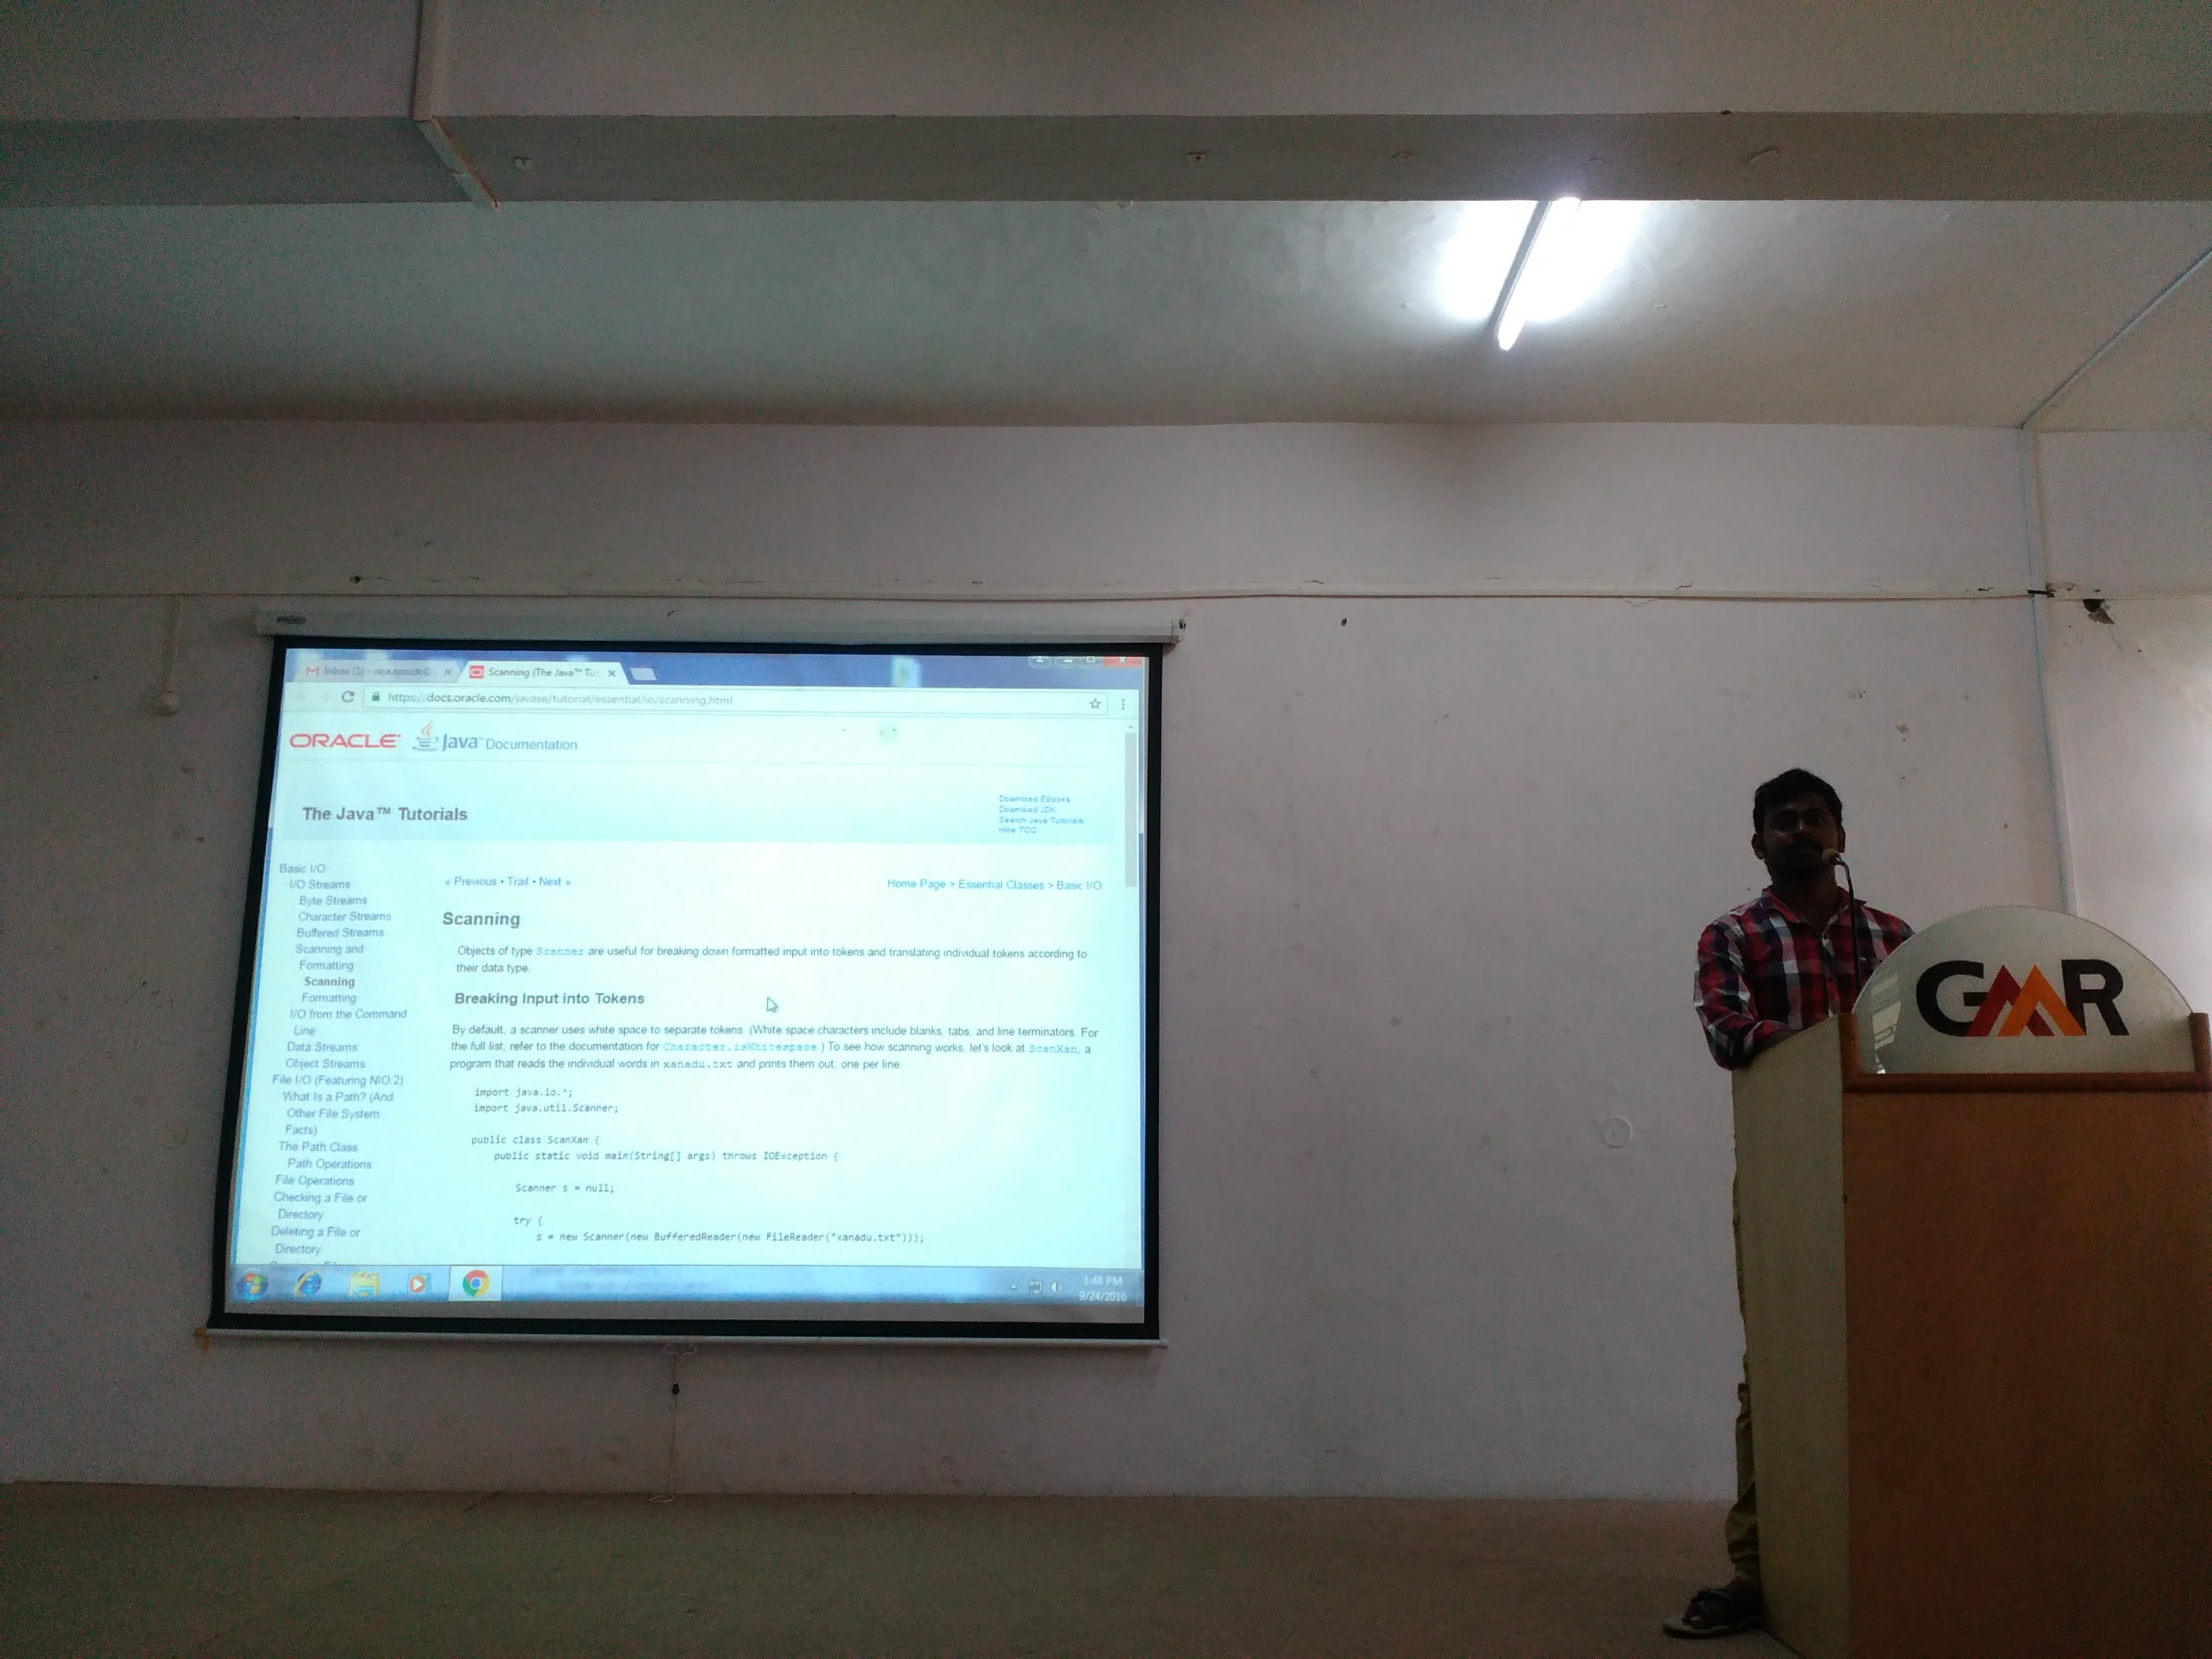 Inbox (1)
Scanning (The Java™ Tu
https://docs.oracle.com/javase/tutorial/essential/io/scanning.html
ORACLE Java Documentation
The Java™ Tutorials
Download Ebooks
Download JDK
Search Java Tutorials
Hide TOC
Basic I/O
I/O Streams
Byte Streams
Character Streams
Buffered Streams
Scanning and
Formatting
Scanning
Formatting
I/O from the Command
Line
Data Streams
Object Streams
File I/O (Featuring NIO.2)
What Is a Path? (And
Other File System
Facts)
The Path Class
Path Operations
File Operations
Checking a File or
Directory
Deleting a File or
Directory
« Previous • Trail • Next »
Home Page > Essential Classes > Basic I/O
Scanning
Objects of type Scanner are useful for breaking down formatted input into tokens and translating individual tokens according to
their data type.
Breaking Input into Tokens
By default, a scanner uses white space to separate tokens. (White space characters include blanks, tabs, and line terminators. For
the full list, refer to the documentation for Character.isWhitespace.) To see how scanning works, let's look at ScanXan, a
program that reads the individual words in xanadu.txt and prints them out, one per line.
import java.io.*;
import java.util.Scanner;
public class ScanXan {
public static void main(String[] args) throws IOException {
Scanner s = null;
try {
s = new Scanner(new BufferedReader(new FileReader("xanadu.txt")));
1:48 PM
9/24/2016
GMR